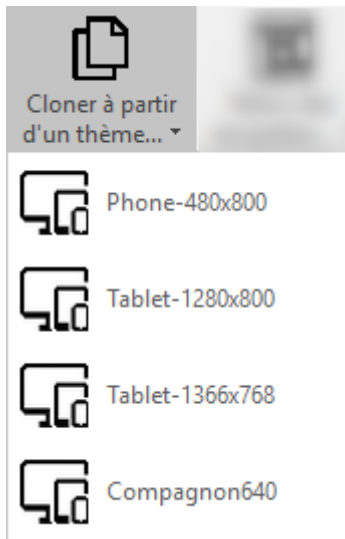 Cloner à partir
d'un thème...
Phone-480x800
Tablet-1280x800
Tablet-1366x768
Compagnon640